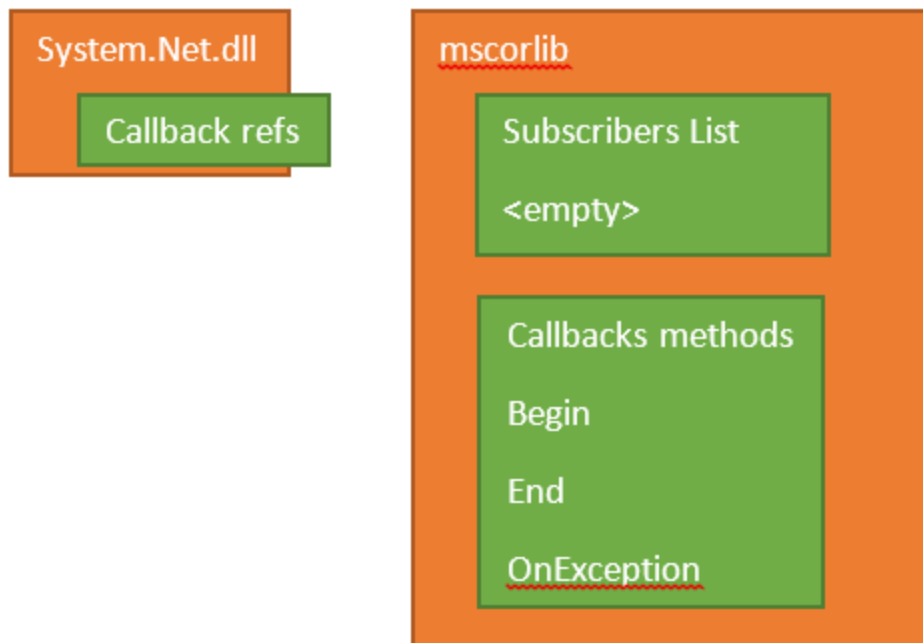 System.Net.dll
Callback refs
mscorlib
Subscribers List
<empty>
Callbacks methods
Begin
End
OnException